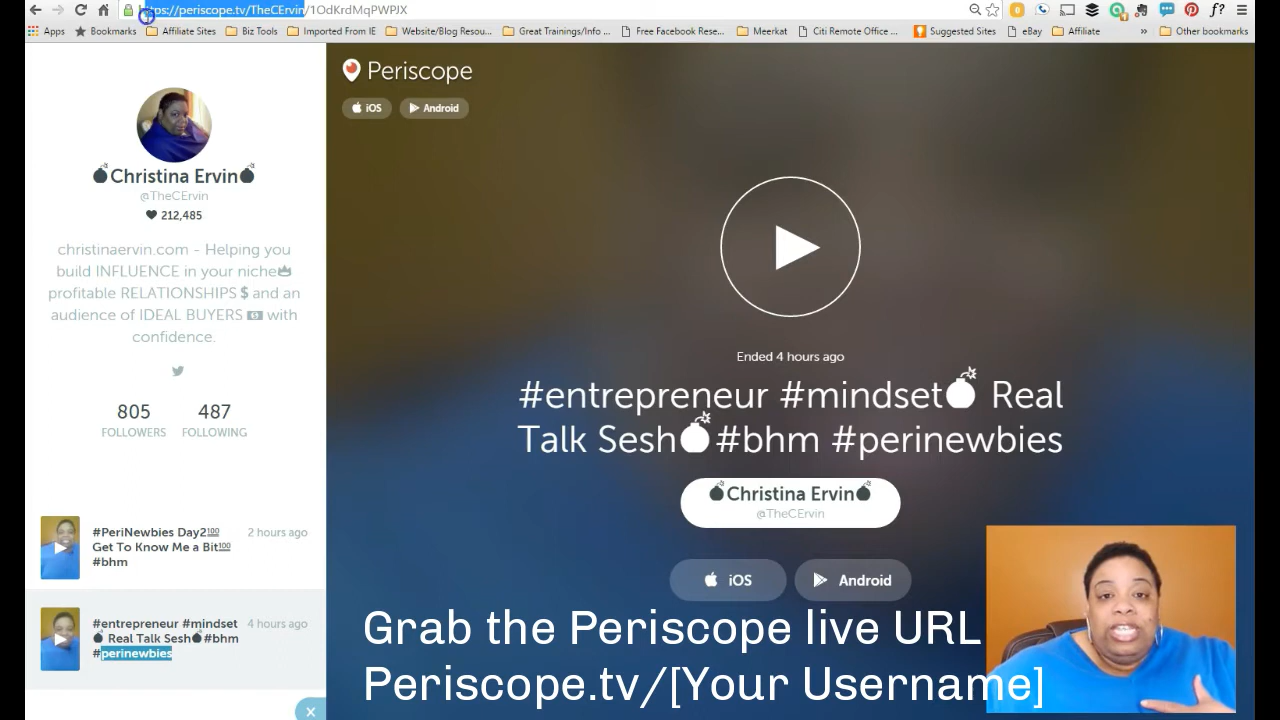 https://periscope.tv/TheCErvin/1OdKrdMqPWPJX
Apps Bookmarks Affiliate Sites Biz Tools Imported From IE Website/Blog Resou... Great Trainings/Info ... Free Facebook Rese... Meerkat Citi Remote Office ... Suggested Sites eBay Affiliate » Other bookmarks
Periscope
iOS Android
💣Christina Ervin💣
@TheCErvin
212,485
christinaervin.com - Helping you
build INFLUENCE in your niche
profitable RELATIONSHIPS $ and an
audience of IDEAL BUYERS with
confidence.
805 487
FOLLOWERS FOLLOWING
#PeriNewbies Day2💯 2 hours ago
Get To Know Me a Bit💯
#bhm
#entrepreneur #mindset 4 hours ago
💣 Real Talk Sesh💣#bhm
#perinewbies
Ended 4 hours ago
#entrepreneur #mindset💣 Real
Talk Sesh💣#bhm #perinewbies
💣Christina Ervin💣
@TheCErvin
iOS Android
Grab the Periscope live URL
Periscope.tv/[Your Username]